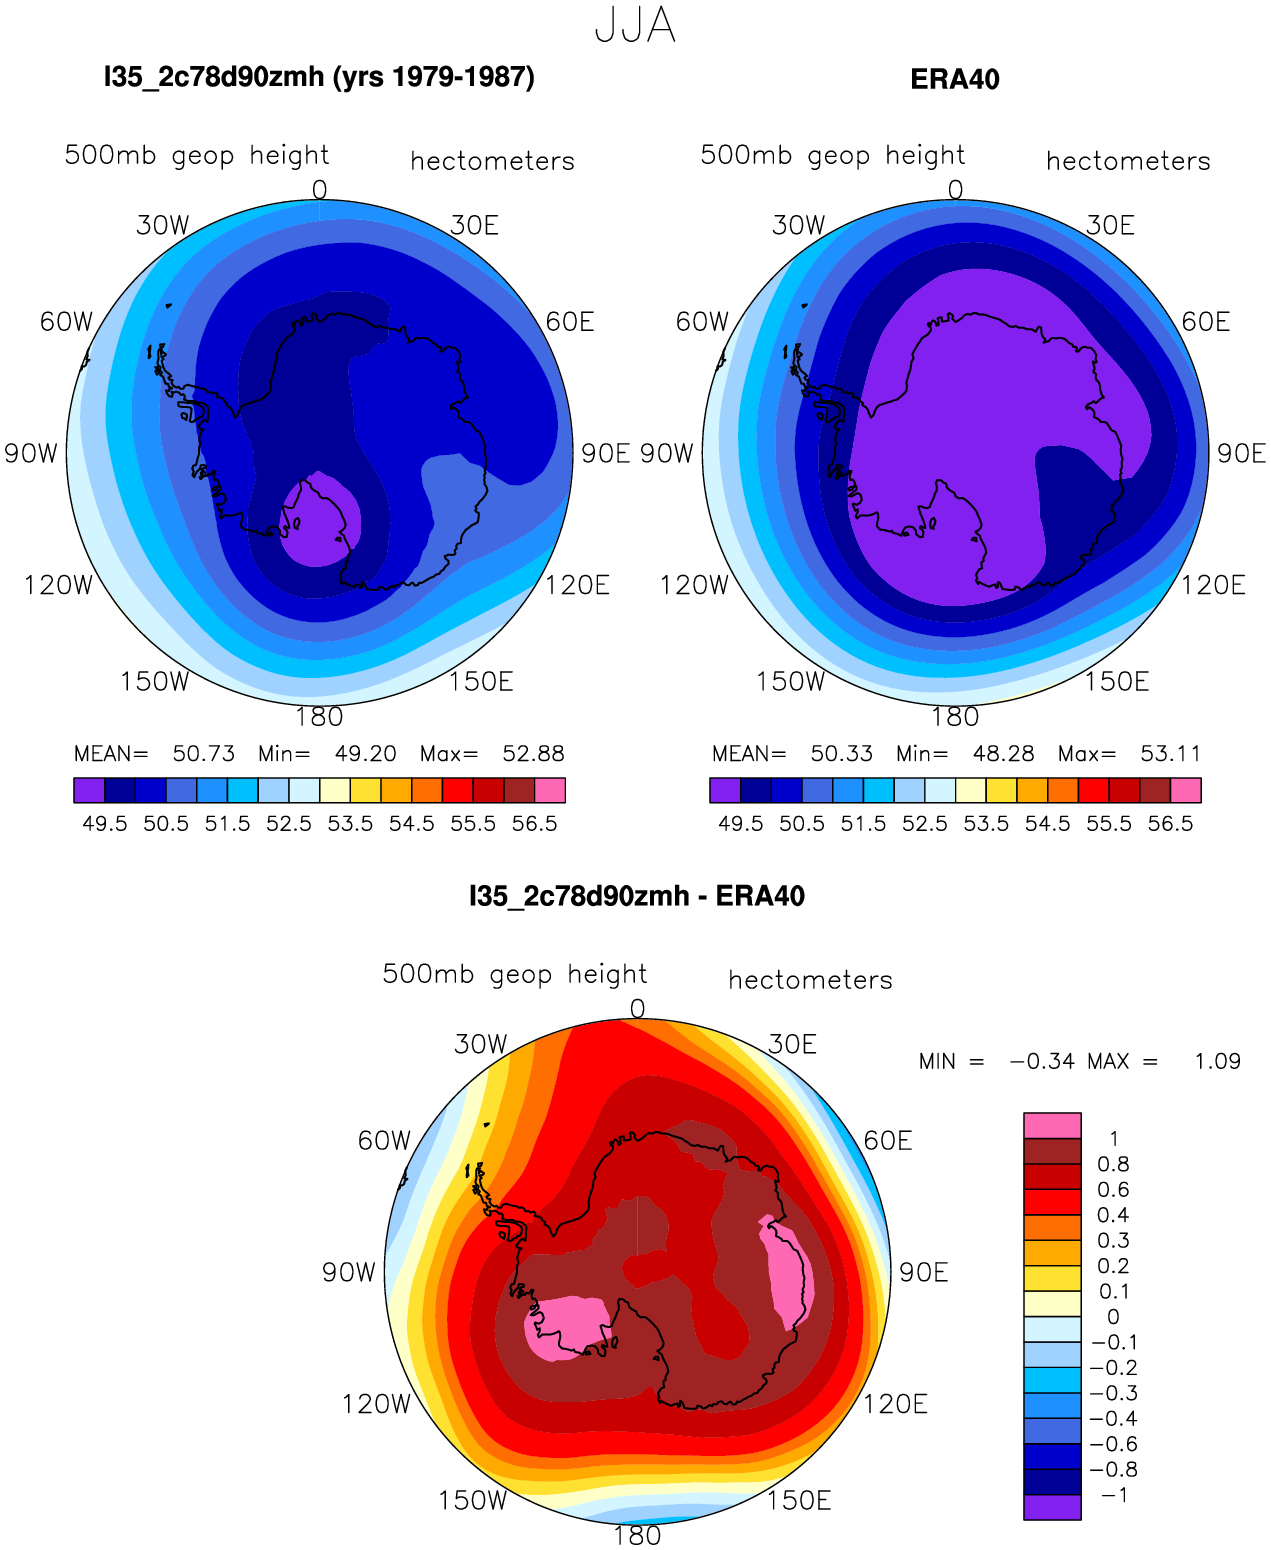 JJA
I35_2c78d90zmh (yrs 1979-1987)
500mb geop height hectometers
0
30W 30E
60W 60E
90W 90E
120W 120E
150W 150E
180
MEAN= 50.73 Min= 49.20 Max= 52.88
49.5 50.5 51.5 52.5 53.5 54.5 55.5 56.5
ERA40
500mb geop height hectometers
0
30W 30E
60W 60E
90W 90E
120W 120E
150W 150E
180
MEAN= 50.33 Min= 48.28 Max= 53.11
49.5 50.5 51.5 52.5 53.5 54.5 55.5 56.5
I35_2c78d90zmh - ERA40
500mb geop height hectometers
0
30W 30E
60W 60E
90W 90E
120W 120E
150W 150E
180
MIN = -0.34 MAX = 1.09
1
0.8
0.6
0.4
0.3
0.2
0.1
0
-0.1
-0.2
-0.3
-0.4
-0.6
-0.8
-1